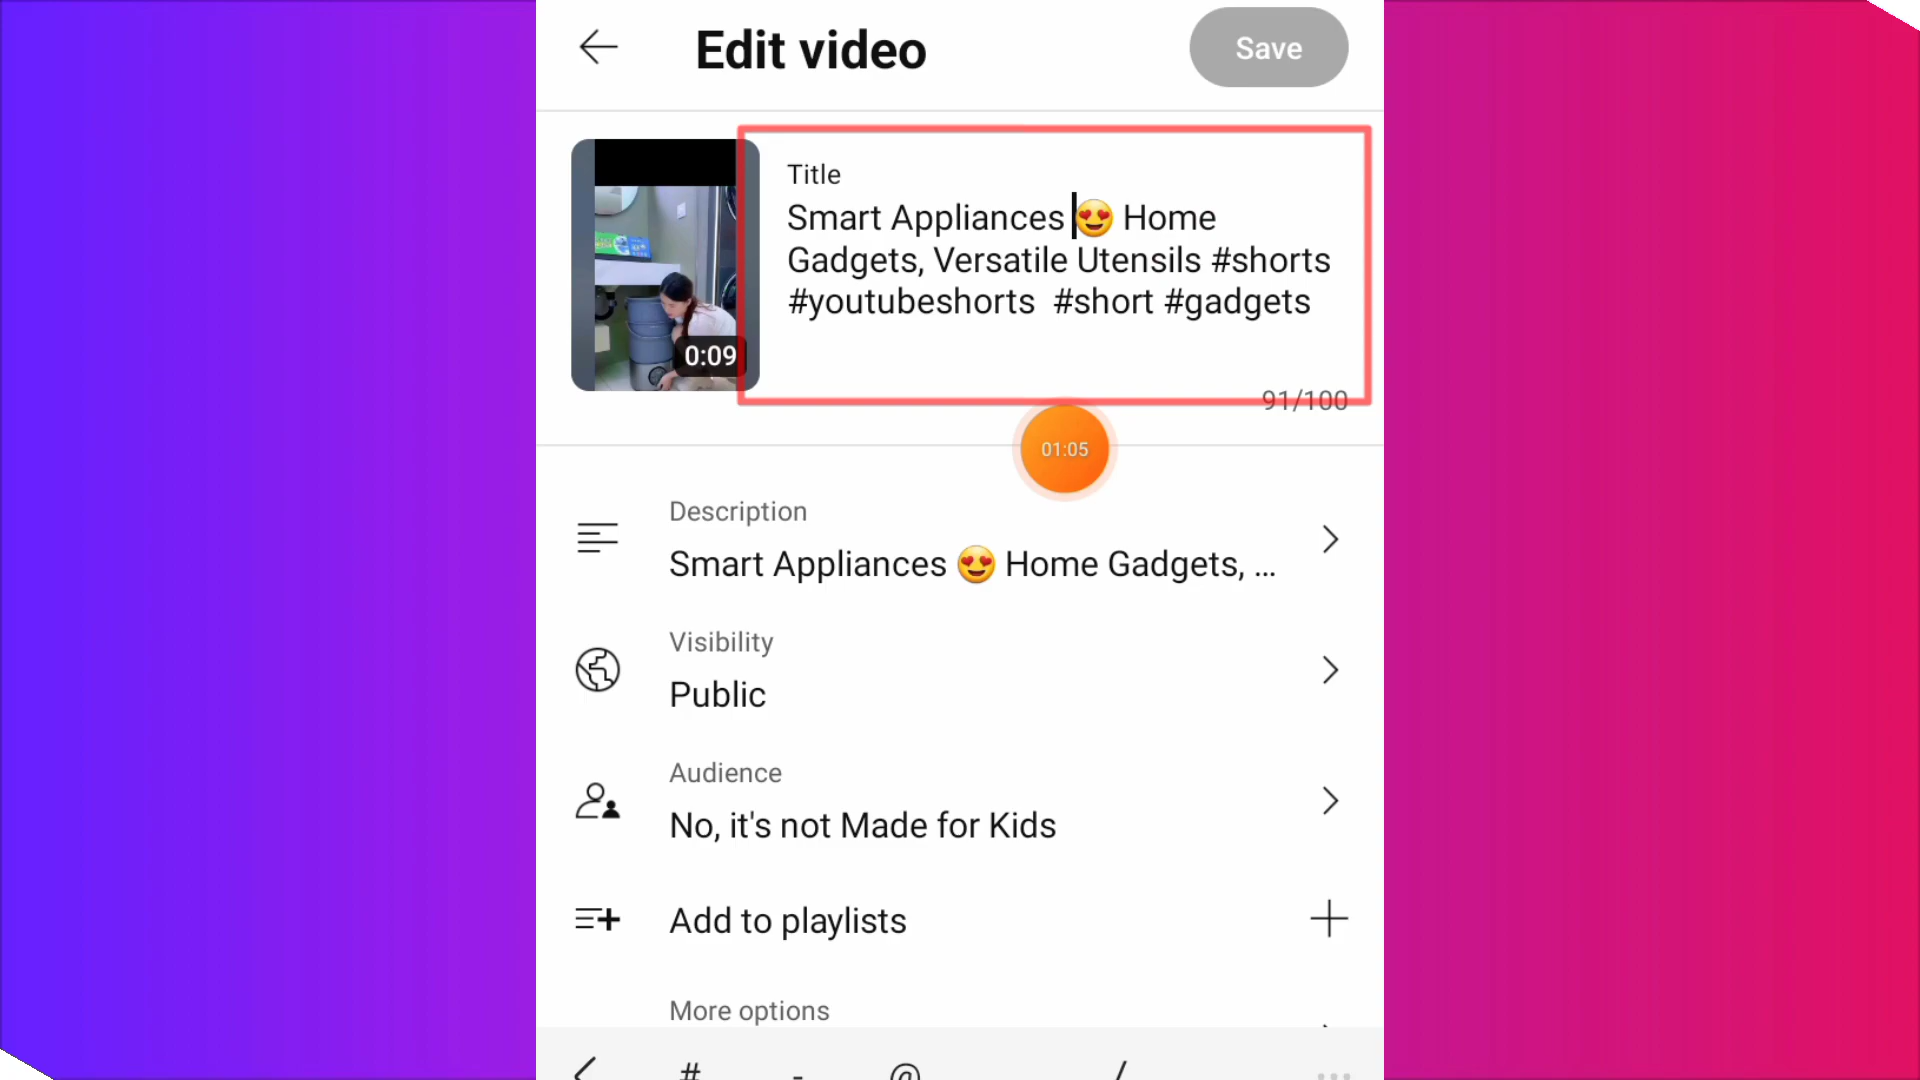 Edit video
Save
Title
Smart Appliances 😍 Home
Gadgets, Versatile Utensils #shorts
#youtubeshorts  #short #gadgets
0:09
91/100
01:05
Description
Smart Appliances 😍 Home Gadgets, ...
Visibility
Public
Audience
No, it's not Made for Kids
Add to playlists
More options
# - @ /